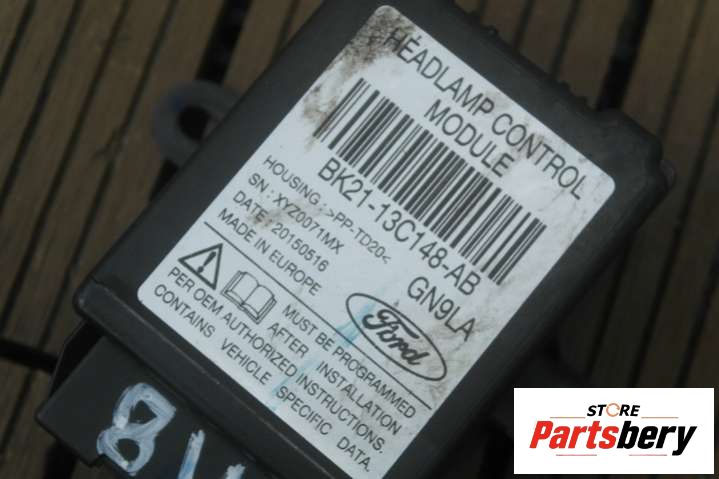 HEADLAMP CONTROL
MODULE
BK21-13C148-AB
GN9LA
HOUSING : >PP-TD20<
SN : XYZ0071MX
DATE: 20150516
MADE IN EUROPE
Ford
MUST BE PROGRAMMED
AFTER INSTALLATION
PER OEM AUTHORIZED INSTRUCTIONS.
CONTAINS VEHICLE SPECIFIC DATA.
8
STORE
Partsbery